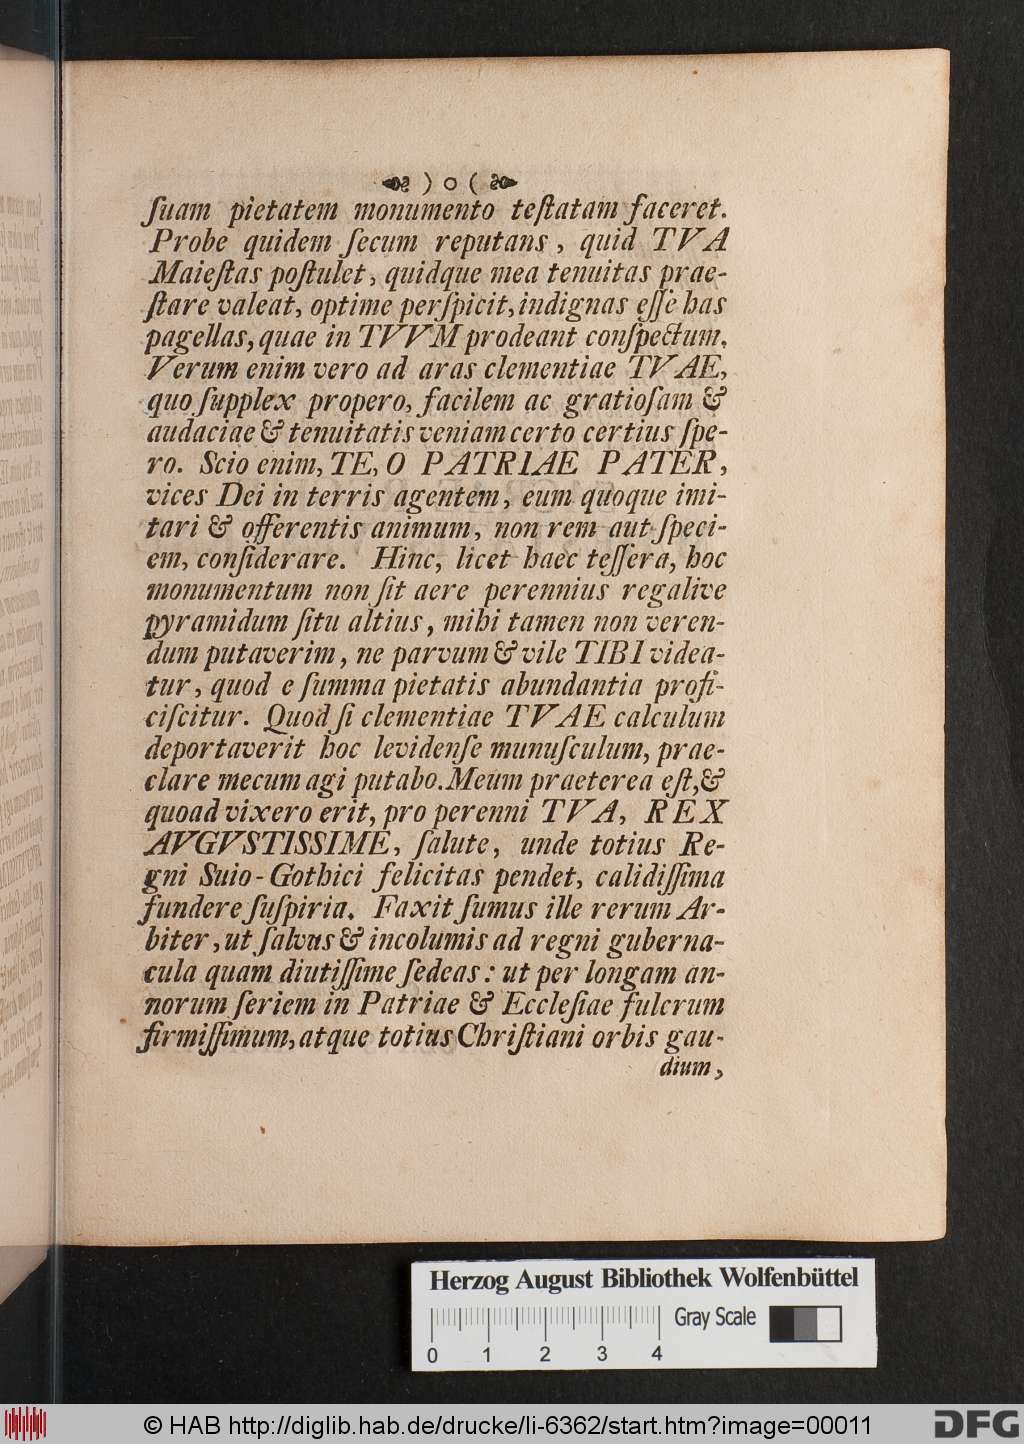 ) o (
ſuam pietatem monumento teſtatam faceret.
Probe quidem ſecum reputans, quid TVA
Maieſtas poſtulet, quidque mea tenuitas prae-
ſtare valeat, optime perſpicit, indignas eſſe has
pagellas, quae in TVVM prodeant conſpectum.
Verum enim vero ad aras clementiae TVAE,
quo ſupplex propero, facilem ac gratioſam &
audaciae & tenuitatis veniam certo certius ſpe-
ro. Scio enim, TE, O PATRIAE PATER,
vices Dei in terris agentem, eum quoque imi-
tari & offerentis animum, non rem aut ſpeci-
em, conſiderare. Hinc, licet haec teſſera, hoc
monumentum non ſit aere perennius regalive
pyramidum ſitu altius, mihi tamen non veren-
dum putaverim, ne parvum & vile TIBI videa-
tur, quod e ſumma pietatis abundantia profi-
ciſcitur. Quod ſi clementiae TVAE calculum
deportaverit hoc levidenſe munuſculum, prae-
clare mecum agi putabo. Meum praeterea eſt, &
quoad vixero erit, pro perenni TVA, REX
AVGVSTISSIME, ſalute, unde totius Re-
gni Suio-Gothici felicitas pendet, calidiſſima
fundere ſuſpiria. Faxit ſumus ille rerum Ar-
biter, ut ſalvus & incolumis ad regni guberna-
cula quam diutiſſime ſedeas: ut per longam an-
norum ſeriem in Patriae & Eccleſiae fulcrum
firmiſſimum, atque totius Chriſtiani orbis gau-
dium,
Herzog August Bibliothek Wolfenbüttel
Gray Scale
0 1 2 3 4
© HAB http://diglib.hab.de/drucke/li-6362/start.htm?image=00011
DFG